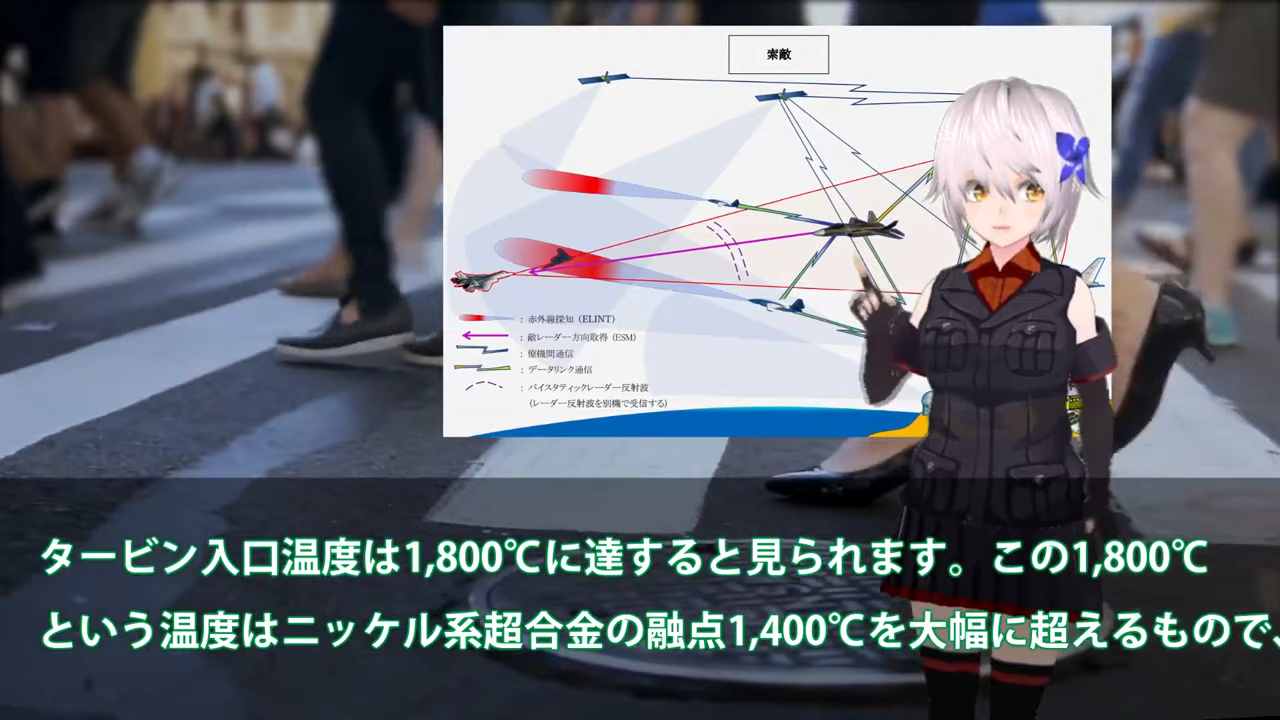 索敵
：赤外線探知（ELINT）
：敵レーダー方向取得（ESM）
：僚機間通信
：データリンク通信
：バイスタティックレーダー反射波
（レーダー反射波を別機で受信する）
タービン入口温度は1,800℃に達すると見られます。この1,800℃
という温度はニッケル系超合金の融点1,400℃を大幅に超えるもので、